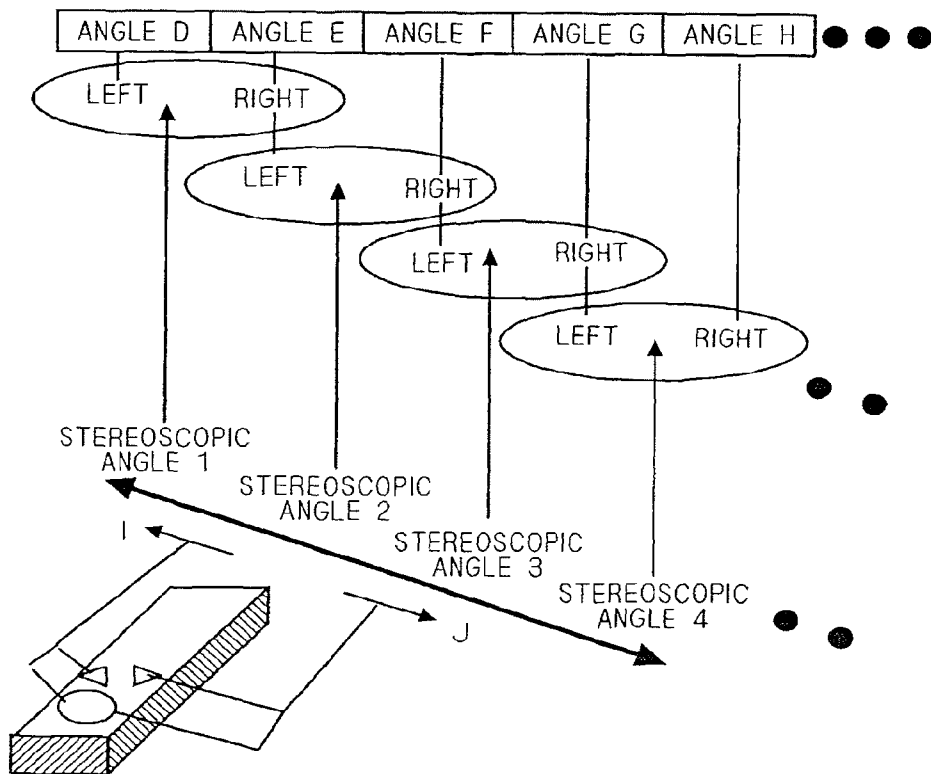 ANGLE D ANGLE E ANGLE F ANGLE G ANGLE H
LEFT RIGHT
LEFT RIGHT
LEFT RIGHT
LEFT RIGHT
STEREOSCOPIC
ANGLE 1
STEREOSCOPIC
ANGLE 2
STEREOSCOPIC
ANGLE 3
STEREOSCOPIC
ANGLE 4
I
J